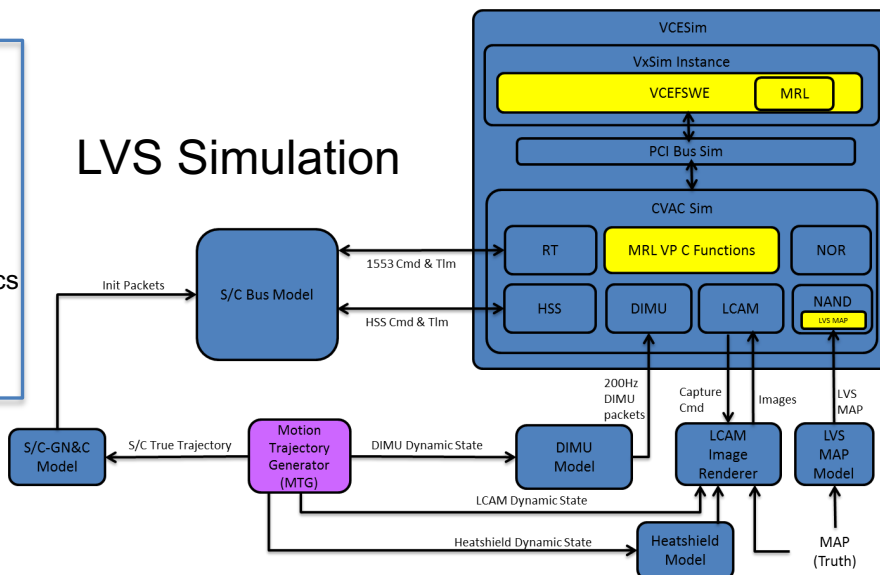 VCESim
VxSim Instance
VCEFSWE
MRL
LVS Simulation
PCI Bus Sim
CVAC Sim
RT
MRL VP C Functions
NOR
cs
Init Packets
S/C Bus Model
1553 Cmd & Tlm
HSS Cmd & Tlm
HSS
DIMU
LCAM
NAND
LVS MAP
200Hz
DIMU
packets
Capture
Cmd
Images
LVS
MAP
S/C-GN&C
Model
S/C True Trajectory
Motion
Trajectory
Generator
(MTG)
DIMU Dynamic State
DIMU
Model
LCAM
Image
Renderer
LVS
MAP
Model
LCAM Dynamic State
Heatshield Dynamic State
Heatshield
Model
MAP
(Truth)